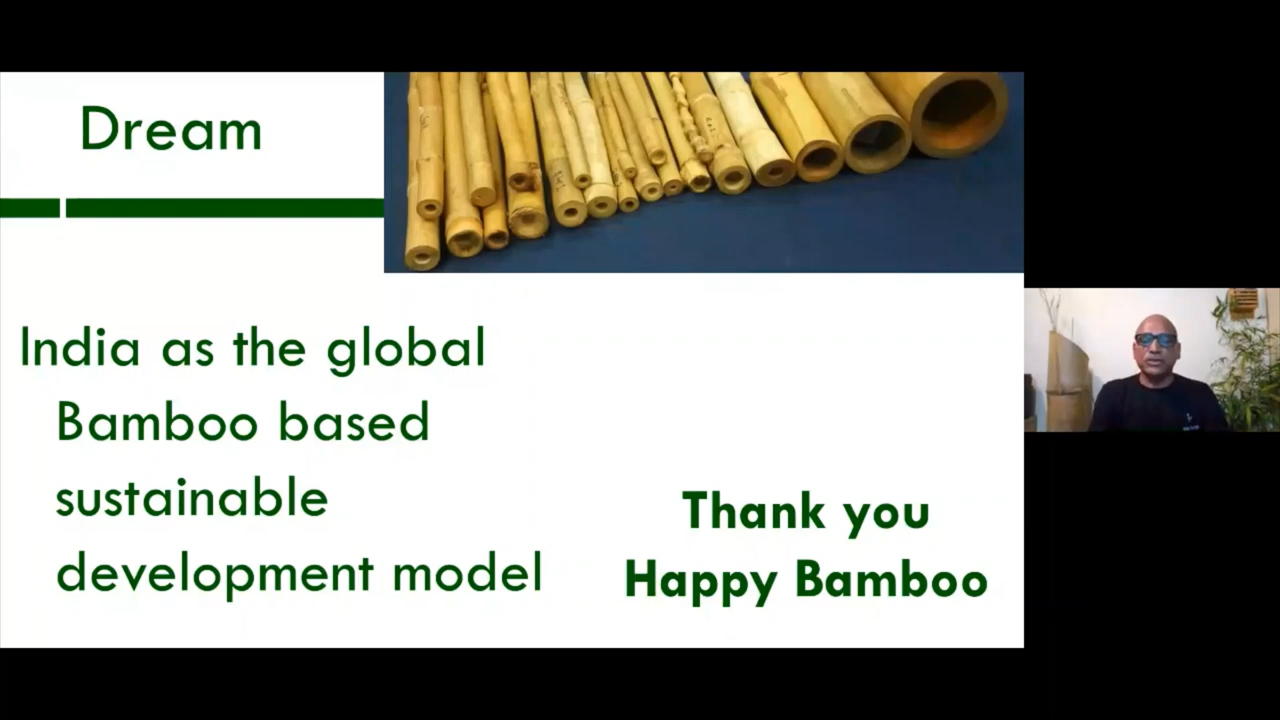 Dream
India as the global
Bamboo based
sustainable
development model
Thank you
Happy Bamboo